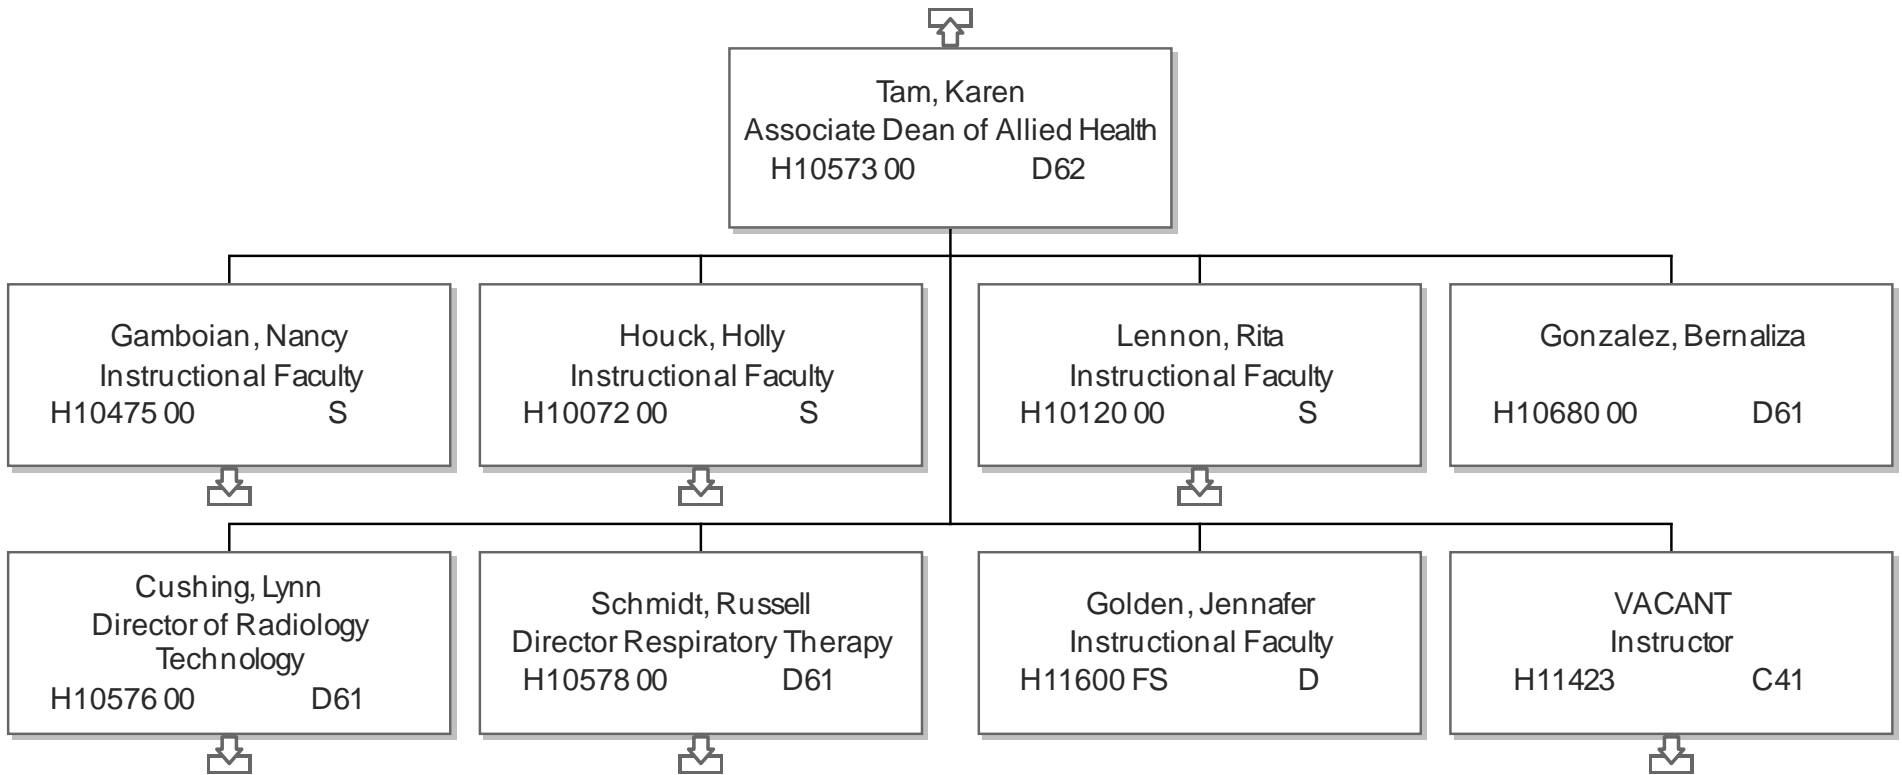 Tam, Karen
Associate Dean of Allied Health
H10573 00 D62
Gamboian, Nancy
Instructional Faculty
H10475 00 S
Houck, Holly
Instructional Faculty
H10072 00 S
Lennon, Rita
Instructional Faculty
H10120 00 S
Gonzalez, Bernaliza
H10680 00 D61
Cushing, Lynn
Director of Radiology
Technology
H10576 00 D61
Schmidt, Russell
Director Respiratory Therapy
H10578 00 D61
Golden, Jennafer
Instructional Faculty
H11600 FS D
VACANT
Instructor
H11423 C41